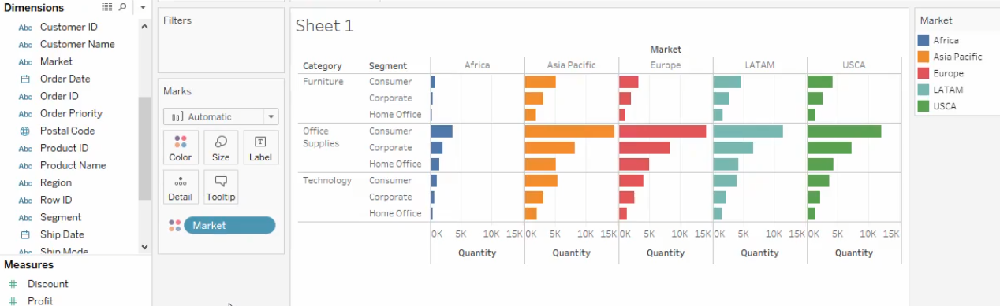 Dimensions
Abc Customer ID
Abc Customer Name
Abc Market
Order Date
Abc Order ID
Abc Order Priority
Postal Code
Abc Product ID
Abc Product Name
Abc Region
Abc Row ID
Abc Segment
Ship Date
Abc Ship Mode
Measures
# Discount
# Profit
Filters
Marks
Automatic
Color Size Label
Detail Tooltip
Market
Sheet 1
Market
Category Segment Africa Asia Pacific Europe LATAM USCA
Furniture Consumer
Corporate
Home Office
Office Supplies Consumer
Corporate
Home Office
Technology Consumer
Corporate
Home Office
0K 5K 10K 15K 0K 5K 10K 15K 0K 5K 10K 15K 0K 5K 10K 15K 0K 5K 10K 15K
Quantity Quantity Quantity Quantity Quantity
Market
Africa
Asia Pacific
Europe
LATAM
USCA